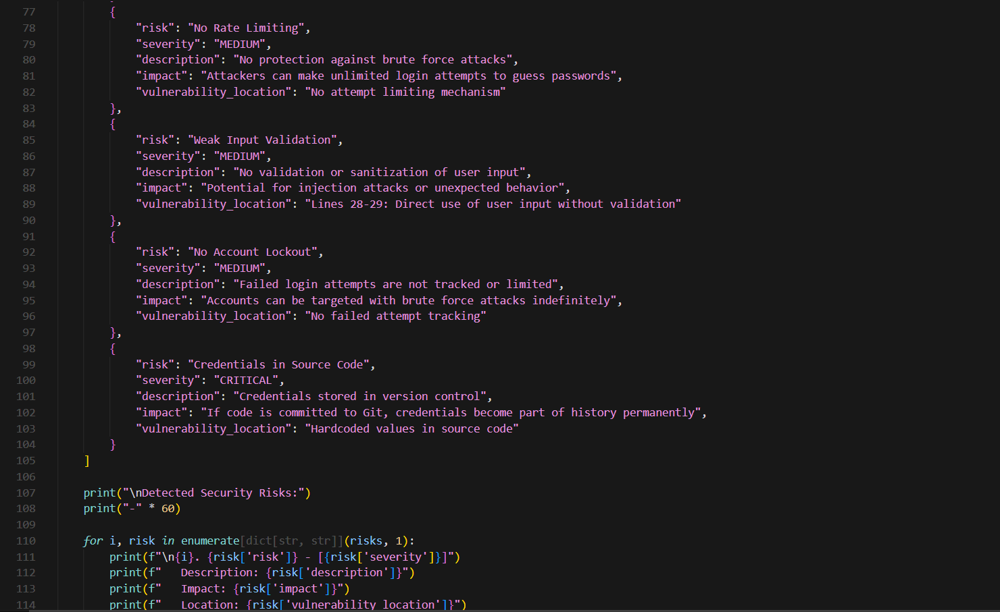 77 {
78 "risk": "No Rate Limiting",
79 "severity": "MEDIUM",
80 "description": "No protection against brute force attacks",
81 "impact": "Attackers can make unlimited login attempts to guess passwords",
82 "vulnerability_location": "No attempt limiting mechanism"
83 },
84 {
85 "risk": "Weak Input Validation",
86 "severity": "MEDIUM",
87 "description": "No validation or sanitization of user input",
88 "impact": "Potential for injection attacks or unexpected behavior",
89 "vulnerability_location": "Lines 28-29: Direct use of user input without validation"
90 },
91 {
92 "risk": "No Account Lockout",
93 "severity": "MEDIUM",
94 "description": "Failed login attempts are not tracked or limited",
95 "impact": "Accounts can be targeted with brute force attacks indefinitely",
96 "vulnerability_location": "No failed attempt tracking"
97 },
98 {
99 "risk": "Credentials in Source Code",
100 "severity": "CRITICAL",
101 "description": "Credentials stored in version control",
102 "impact": "If code is committed to Git, credentials become part of history permanently",
103 "vulnerability_location": "Hardcoded values in source code"
104 }
105 ]
106
107 print("\nDetected Security Risks:")
108 print("-" * 60)
109
110 for i, risk in enumerate[dict[str, str]](risks, 1):
111 print(f"\n{i}. {risk['risk']} - [{risk['severity']}]")
112 print(f"   Description: {risk['description']}")
113 print(f"   Impact: {risk['impact']}")
114 print(f"   Location: {risk['vulnerability_location']}")